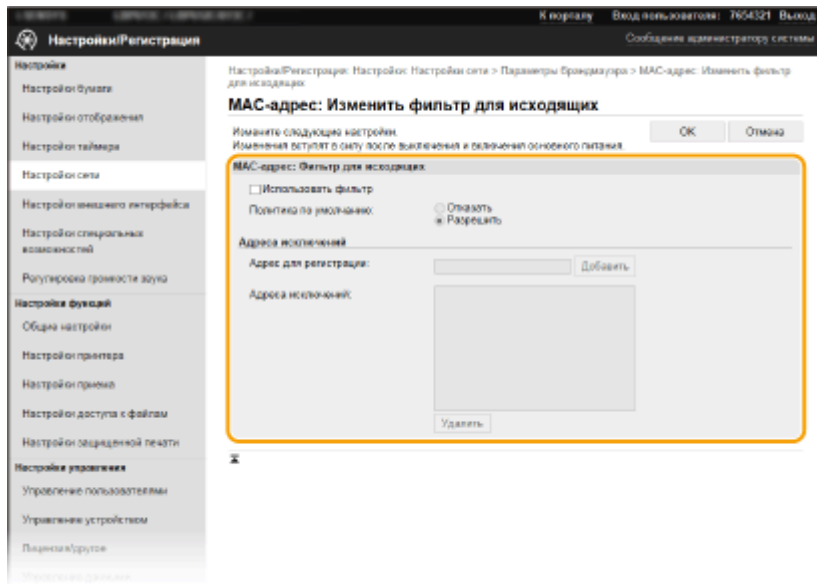 К порталу Вход пользователя: 7654321 Выход
Настройки/Регистрация
Сообщение администратору системы
Настройки
Настройки бумаги
Настройки отображения
Настройки таймера
Настройки сети
Настройки внешнего интерфейса
Настройки специальных
возможностей
Регулировка громкости звука
Настройки функций
Общие настройки
Настройки принтера
Настройки приема
Настройки доступа к файлам
Настройки защищенной печати
Настройки управления
Управление пользователями
Управление устройством
Лицензия/другое
Управление данными
Настройка/Регистрация: Настройки: Настройки сети > Параметры брандмауэра > MAC-адрес: Изменить фильтр
для исходящих
MAC-адрес: Изменить фильтр для исходящих
Измените следующие настройки.
Изменения вступят в силу после выключения и включения основного питания.
OK Отмена
MAC-адрес: Фильтр для исходящих
Использовать фильтр
Политика по умолчанию:
Отказать
Разрешить
Адреса исключений
Адрес для регистрации:
Добавить
Адреса исключений:
Удалить